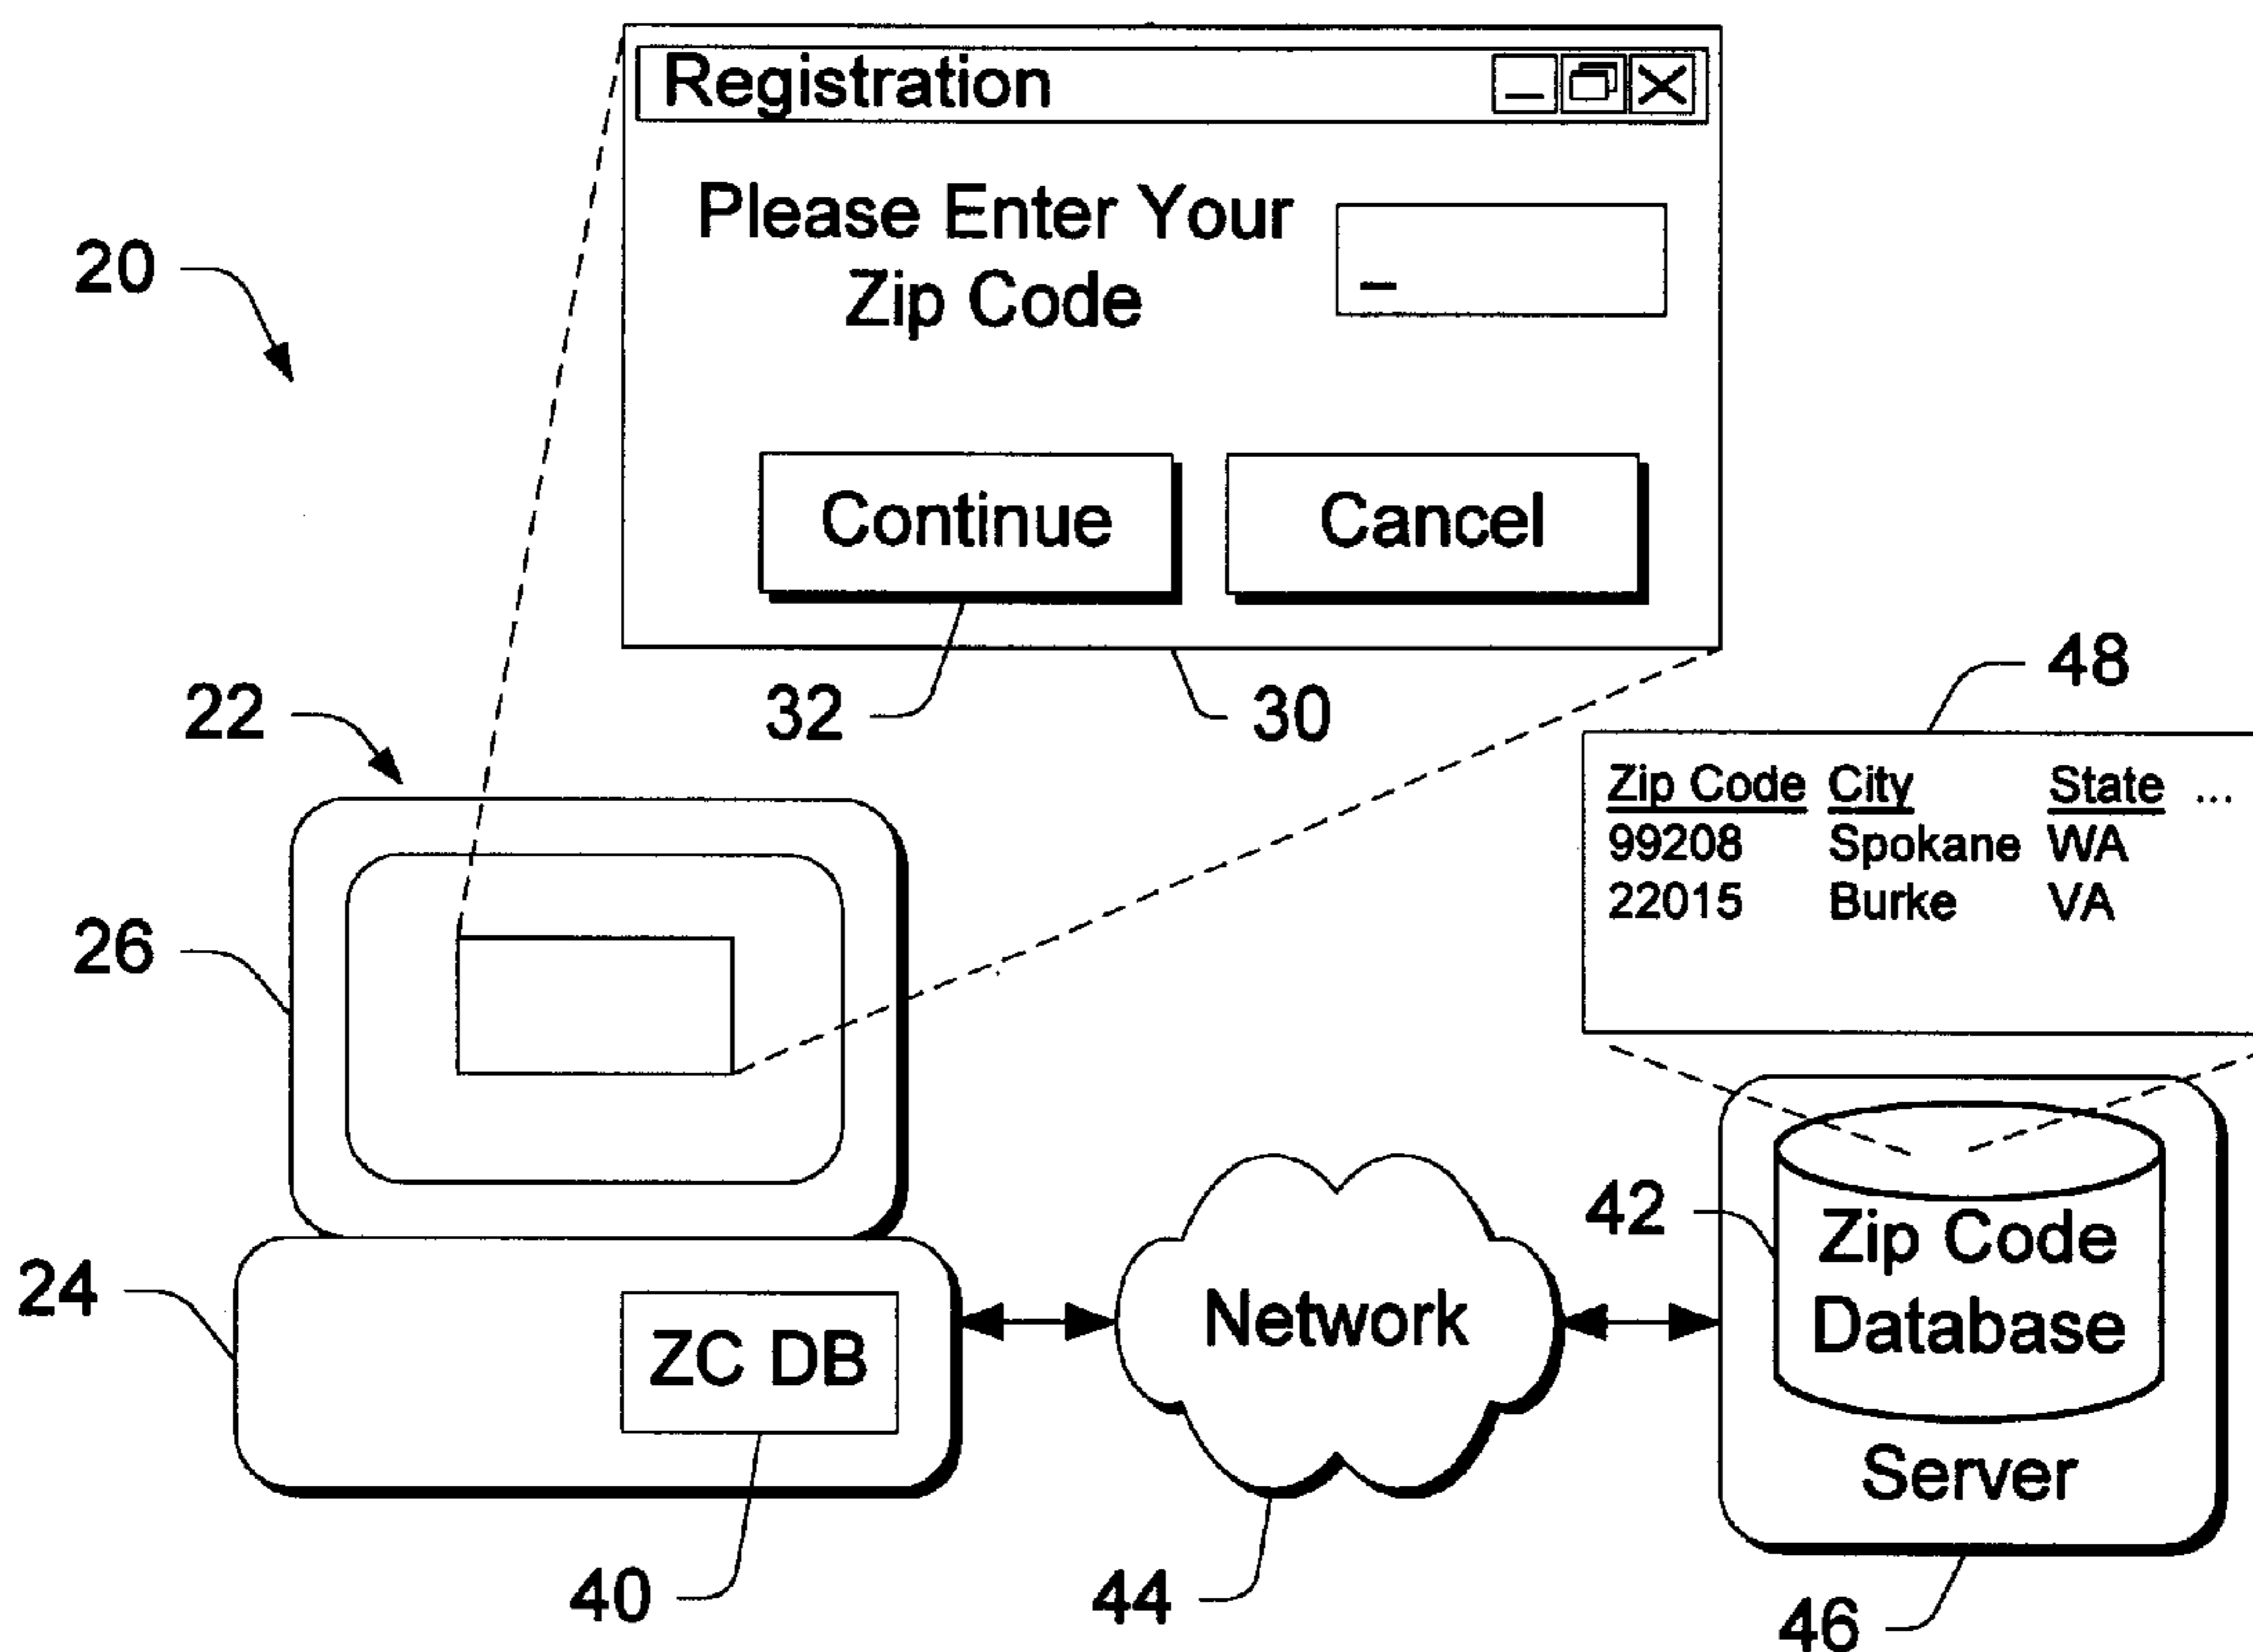 Registration
Please Enter Your
Zip Code
20
Continue Cancel
32
30
48
22
Zip Code City State ...
99208 Spokane WA
22015 Burke VA
26
42
Zip Code
Database
24
Network
ZC DB
Server
40
44
46